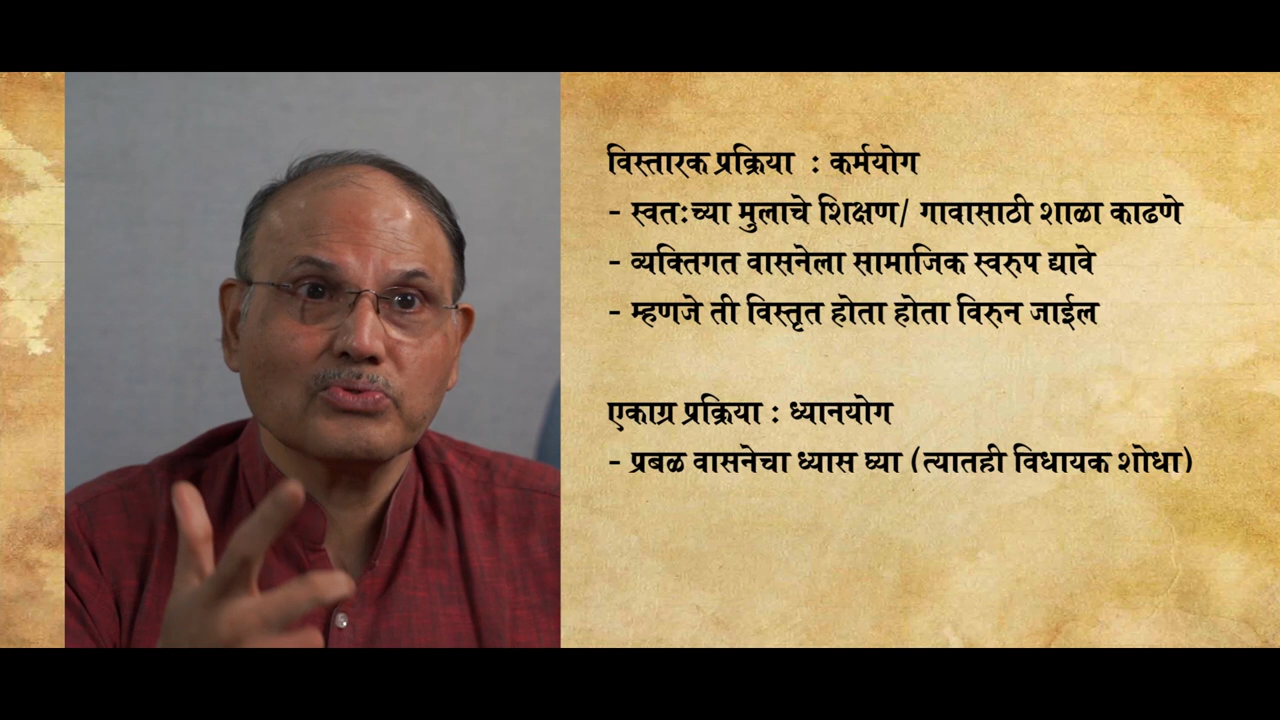 विस्तारक प्रक्रिया : कर्मयोग
- स्वतःच्या मुलाचे शिक्षण/ गावासाठी शाळा काढणे
- व्यक्तिगत वासनेला सामाजिक स्वरुप द्यावे
- म्हणजे ती विस्तृत होता होता विरुन जाईल
एकाग्र प्रक्रिया : ध्यानयोग
- प्रबळ वासनेचा ध्यास घ्या (त्यातही विधायक शोधा)